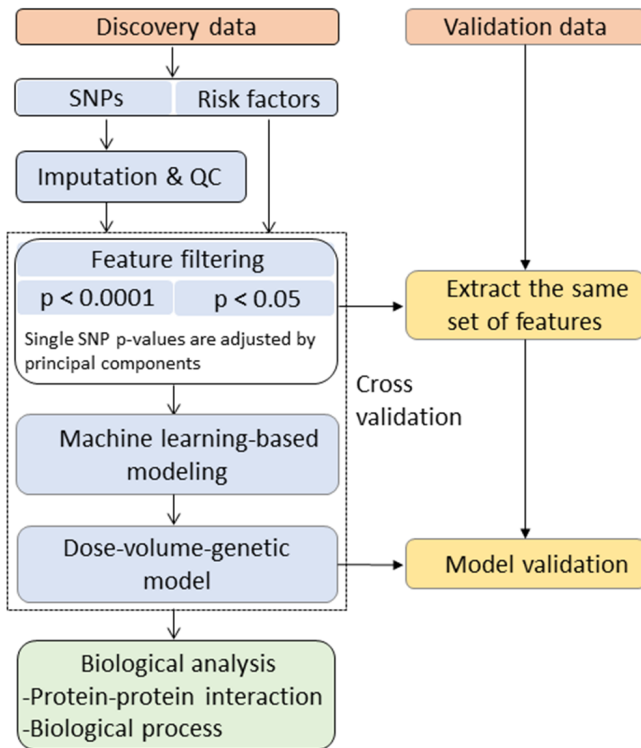 Discovery data
Validation data
SNPs
Risk factors
Imputation & QC
Feature filtering
p < 0.0001
p < 0.05
Single SNP p-values are adjusted by
principal components
Extract the same
set of features
Cross
validation
Machine learning-based
modeling
Dose-volume-genetic
model
Model validation
Biological analysis
-Protein-protein interaction
-Biological process